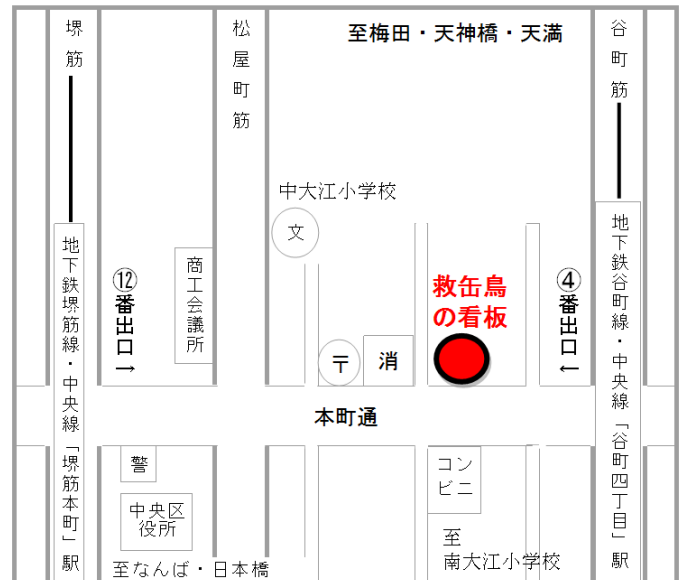 堺筋
松屋町筋
至梅田・天神橋・天満
谷町筋
中大江小学校
文
地下鉄堺筋線・中央線「堺筋本町」駅
⑫番出口→
商工会議所
救缶鳥
の看板
④番出口←
地下鉄谷町線・中央線「谷町四丁目」駅
〒
消
本町通
警
中央区
役所
コン
ビニ
至
南大江小学校
至なんば・日本橋